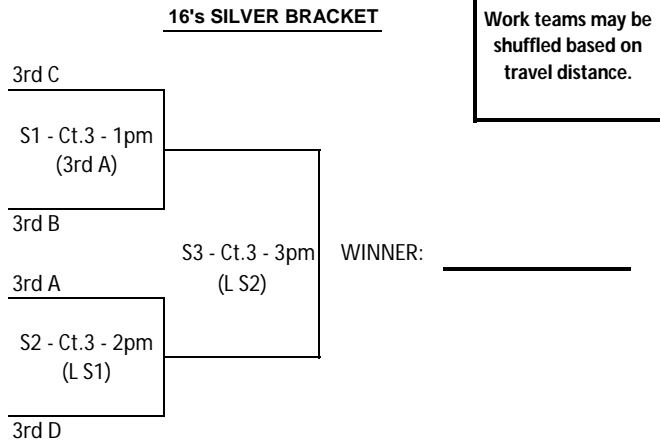 16's SILVER BRACKET
Work teams may be
shuffled based on
travel distance.
3rd C
S1 - Ct.3 - 1pm
(3rd A)
3rd B
S3 - Ct.3 - 3pm
(L S2)
WINNER:
3rd A
S2 - Ct.3 - 2pm
(L S1)
3rd D